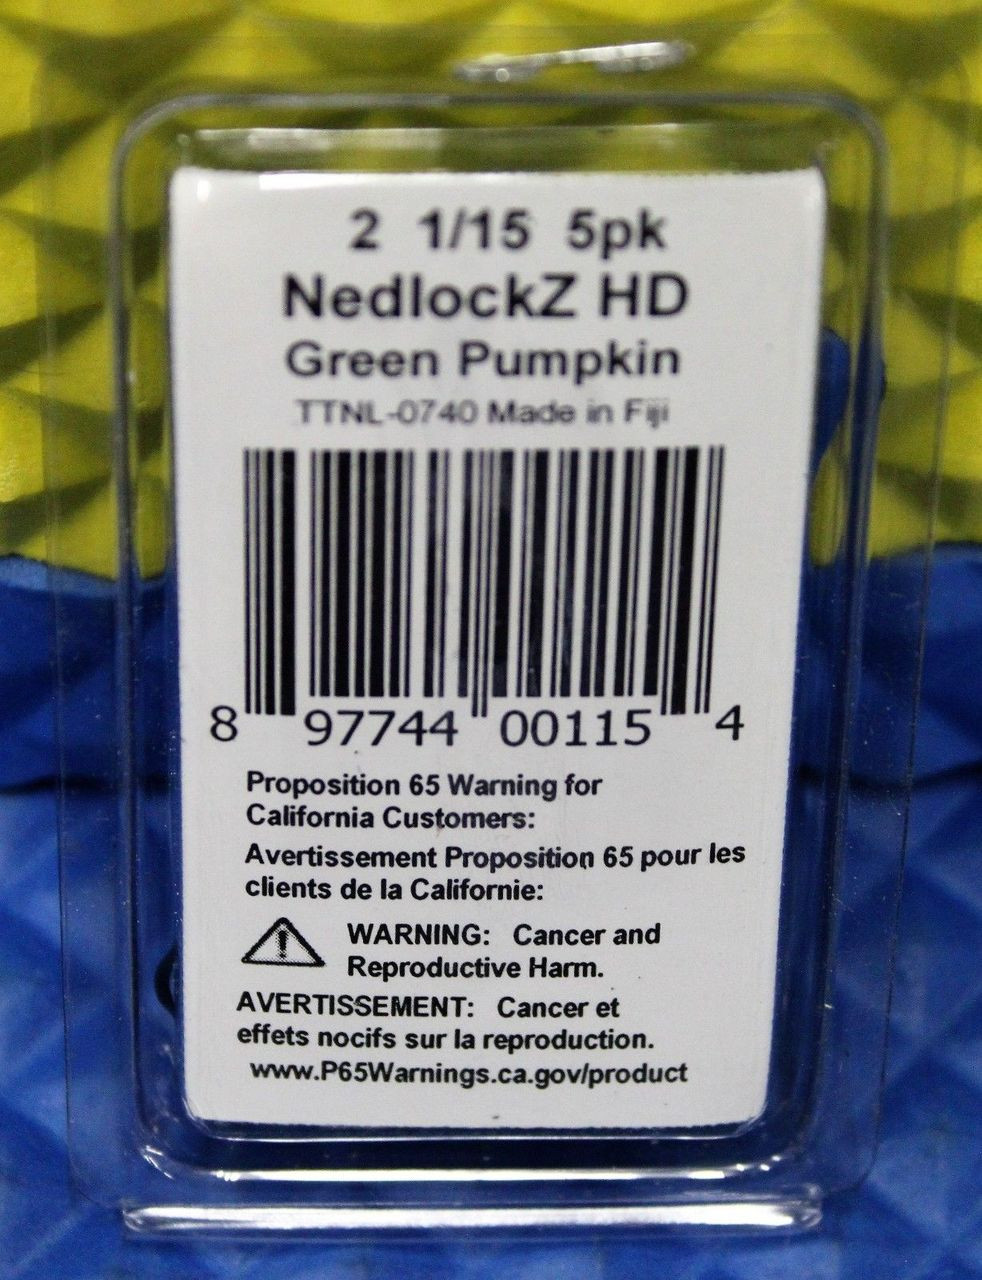 2 1/15 5pk
NedlockZ HD
Green Pumpkin
TTNL-0740 Made in Fiji
8 97744 00115 4
Proposition 65 Warning for
California Customers:
Avertissement Proposition 65 pour les
clients de la Californie:
WARNING: Cancer and
Reproductive Harm.
AVERTISSEMENT: Cancer et
effets nocifs sur la reproduction.
www.P65Warnings.ca.gov/product